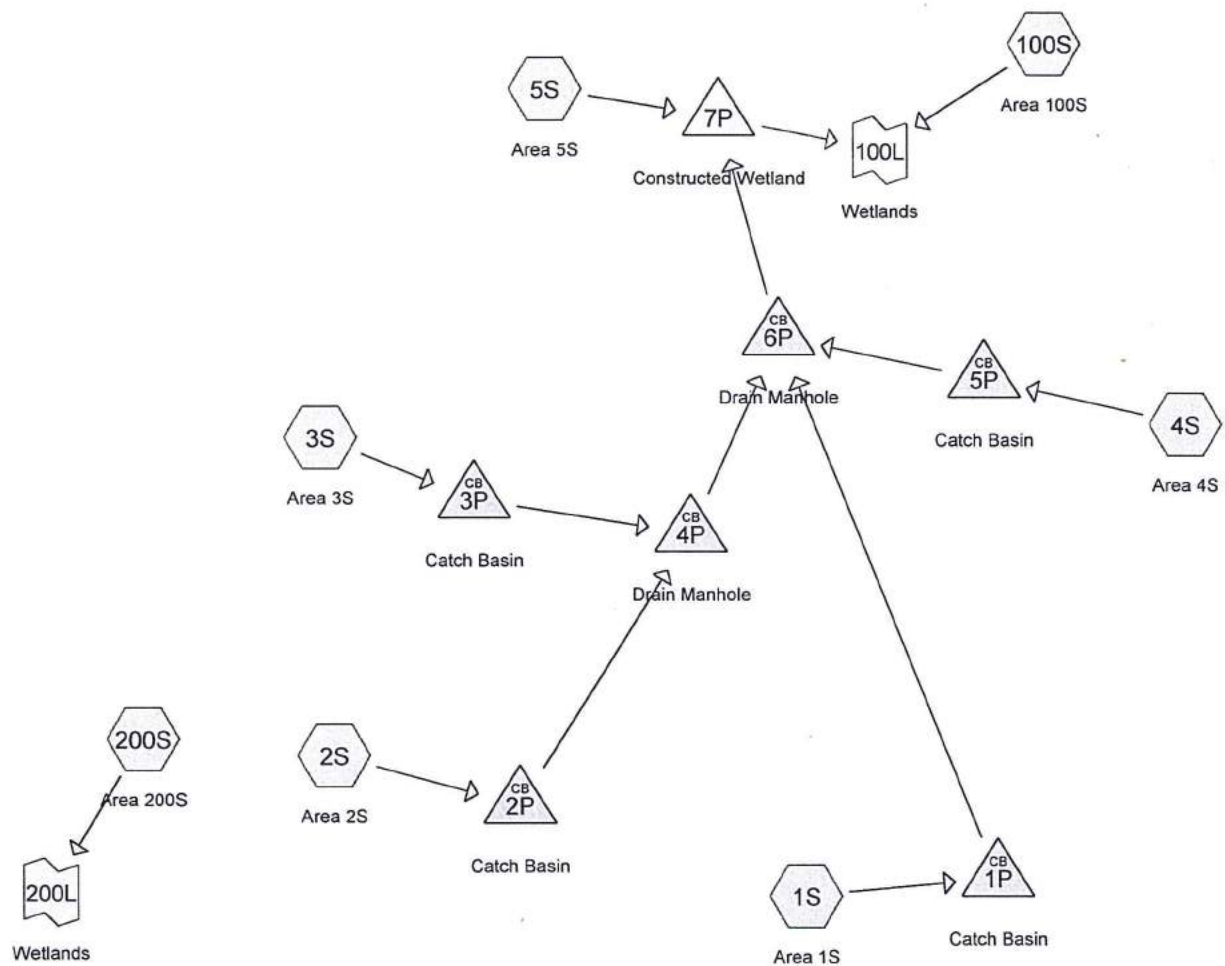 100S
Area 100S
5S
Area 5S
7P
Constructed Wetland
100L
Wetlands
CB
6P
Drain Manhole
CB
5P
Catch Basin
4S
Area 4S
3S
Area 3S
CB
3P
Catch Basin
CB
4P
Drain Manhole
200S
Area 200S
2S
Area 2S
CB
2P
Catch Basin
200L
Wetlands
1S
Area 1S
CB
1P
Catch Basin